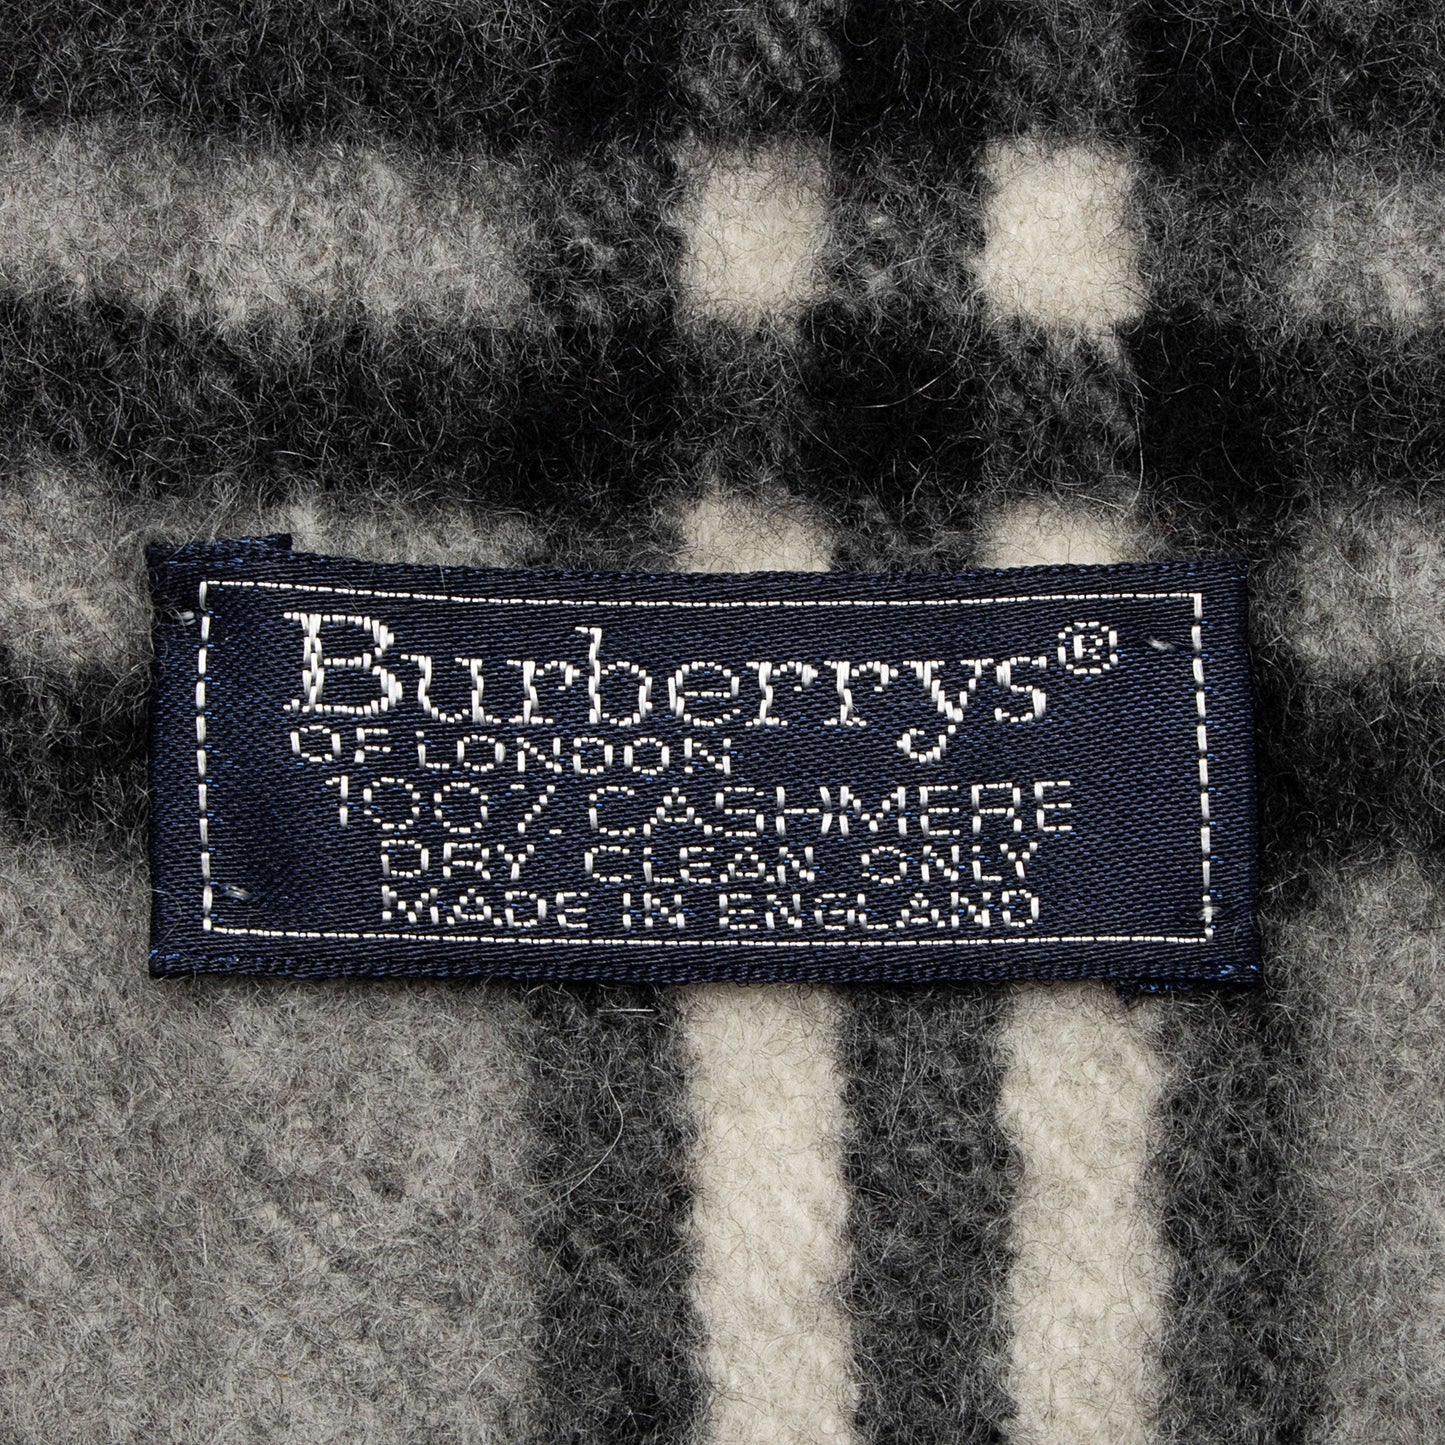 Burberrys®
OF LONDON
100% CASHMERE
DRY CLEAN ONLY
MADE IN ENGLAND